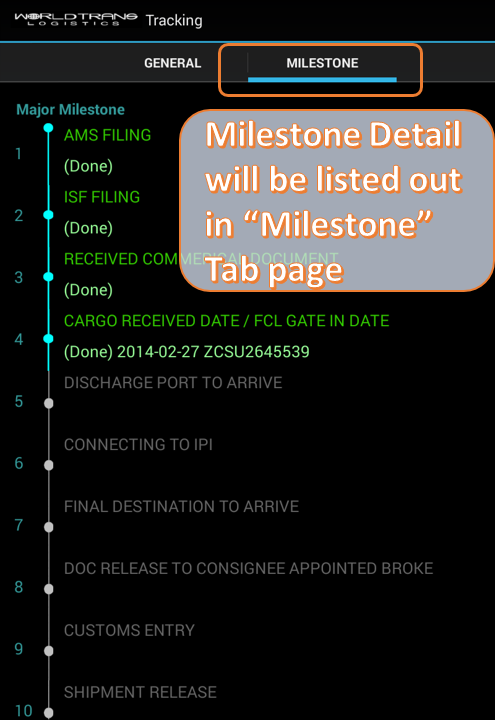 WORLDTRANS
LOGISTICS
Tracking
GENERAL
MILESTONE
Major Milestone
1
AMS FILING
(Done)
2
ISF FILING
(Done)
3
RECEIVED COMMERICAL DOCUMENT
(Done)
4
CARGO RECEIVED DATE / FCL GATE IN DATE
(Done) 2014-02-27 ZCSU2645539
5
DISCHARGE PORT TO ARRIVE
6
CONNECTING TO IPI
7
FINAL DESTINATION TO ARRIVE
8
DOC RELEASE TO CONSIGNEE APPOINTED BROKE
9
CUSTOMS ENTRY
10
SHIPMENT RELEASE
Milestone Detail
will be listed out
in “Milestone”
Tab page